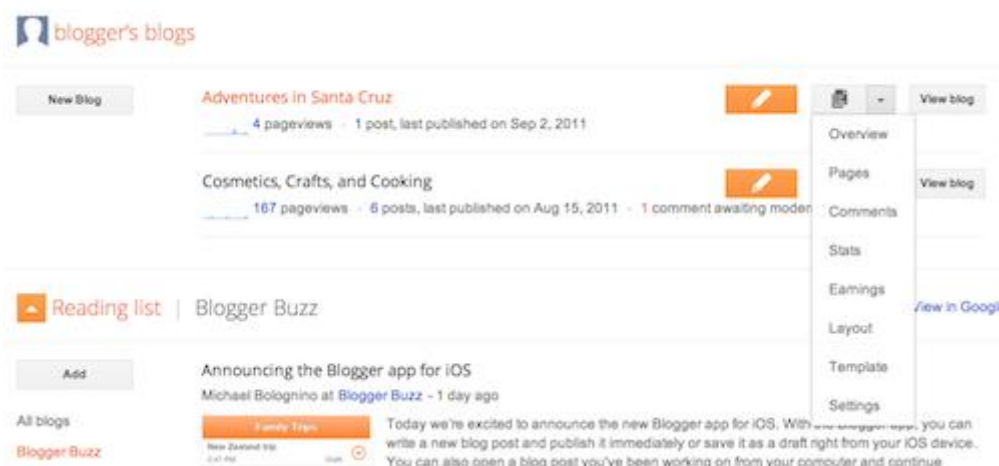 blogger's blogs
New Blog
Adventures in Santa Cruz
View blog
4 pageviews - 1 post, last published on Sep 2, 2011
Overview
Pages
Cosmetics, Crafts, and Cooking
View blog
167 pageviews - 6 posts, last published on Aug 15, 2011 - 1 comment awaiting moder
Comments
Stats
Earnings
Reading list | Blogger Buzz
View in Googl
Layout
Template
Settings
Add
Announcing the Blogger app for iOS
Michael Bolognino at Blogger Buzz - 1 day ago
All blogs
Blogger Buzz
Family Trips
New Zealand trip
2:47 PM
Today we're excited to announce the new Blogger app for iOS. With the Blogger app, you can
write a new blog post and publish it immediately or save it as a draft right from your iOS device.
You can also open a blog post you've been working on from your computer and continue